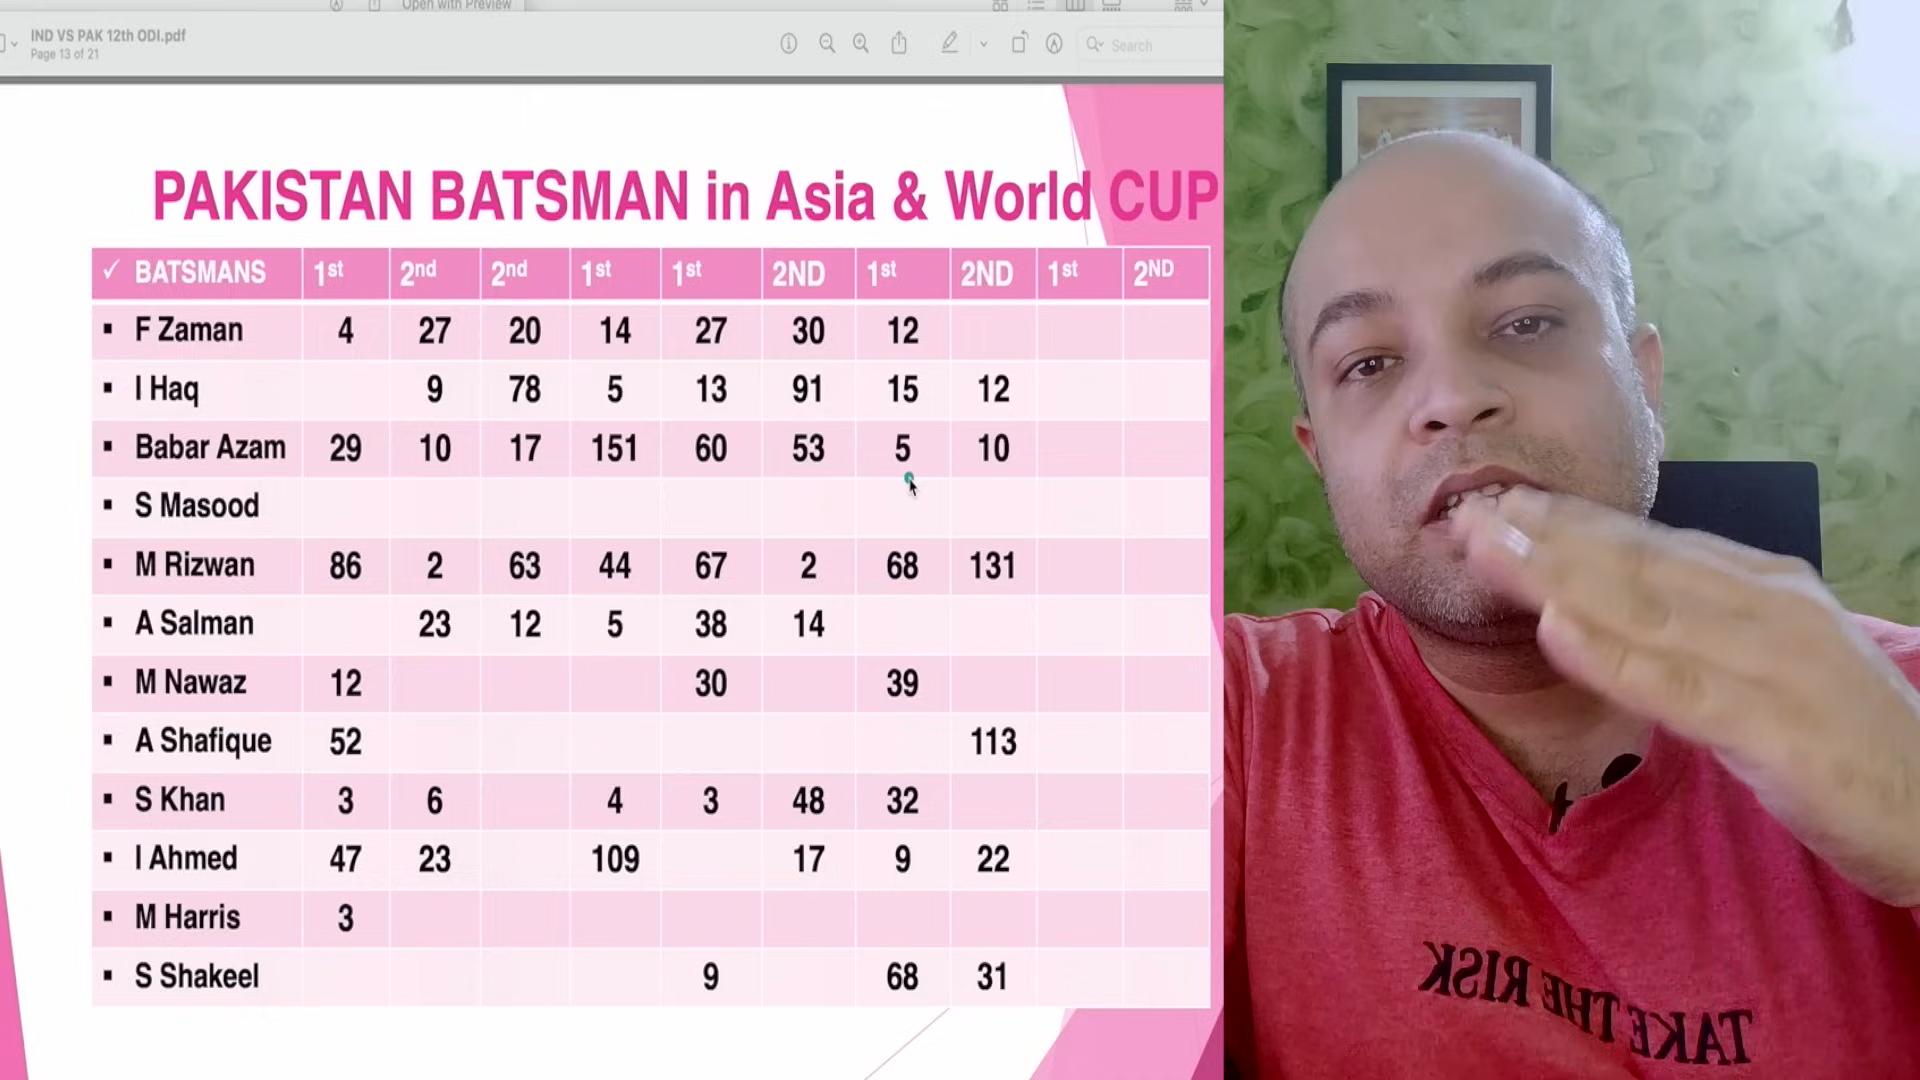 Open with Preview
IND VS PAK 12th ODI.pdf
Page 13 of 21
Search
PAKISTAN BATSMAN in Asia & World CUP
✓ BATSMANS 1st 2nd 2nd 1st 1st 2ND 1st 2ND 1st 2ND
▪ F Zaman 4 27 20 14 27 30 12
▪ I Haq 9 78 5 13 91 15 12
▪ Babar Azam 29 10 17 151 60 53 5 10
▪ S Masood
▪ M Rizwan 86 2 63 44 67 2 68 131
▪ A Salman 23 12 5 38 14
▪ M Nawaz 12 30 39
▪ A Shafique 52 113
▪ S Khan 3 6 4 3 48 32
▪ I Ahmed 47 23 109 17 9 22
▪ M Harris 3
▪ S Shakeel 9 68 31
TAKE THE RISK